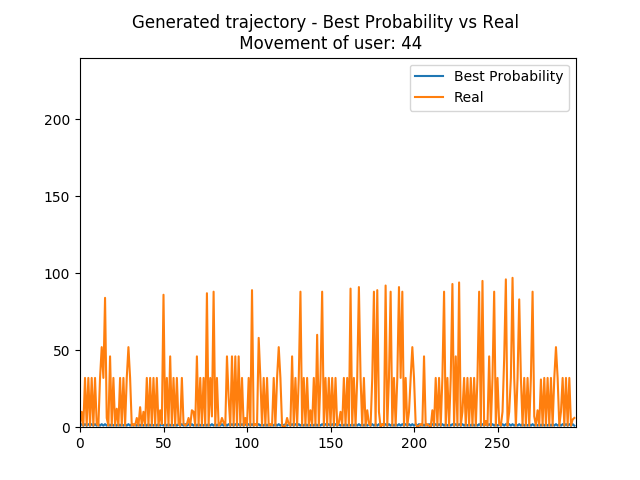 Generated trajectory - Best Probability vs Real
Movement of user: 44
Best Probability
Real
200
150
100
50
0
0 50 100 150 200 250